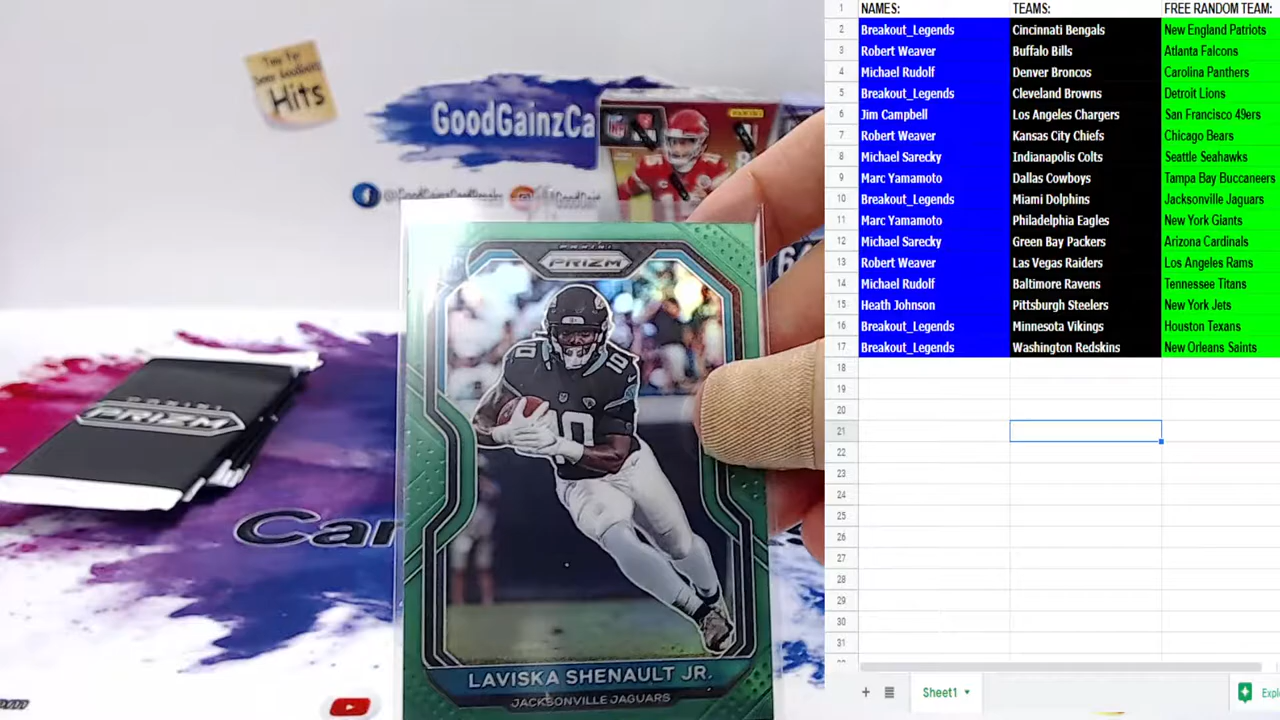 Hits
GoodGainzCa
PANINI
PRIZM
PRIZM
10
10
10
LAVISKA SHENAULT JR.
JACKSONVILLE JAGUARS
Car
NAMES: TEAMS: FREE RANDOM TEAM:
1
2 Breakout_Legends Cincinnati Bengals New England Patriots
3 Robert Weaver Buffalo Bills Atlanta Falcons
4 Michael Rudolf Denver Broncos Carolina Panthers
5 Breakout_Legends Cleveland Browns Detroit Lions
6 Jim Campbell Los Angeles Chargers San Francisco 49ers
7 Robert Weaver Kansas City Chiefs Chicago Bears
8 Michael Sarecky Indianapolis Colts Seattle Seahawks
9 Marc Yamamoto Dallas Cowboys Tampa Bay Buccaneers
10 Breakout_Legends Miami Dolphins Jacksonville Jaguars
11 Marc Yamamoto Philadelphia Eagles New York Giants
12 Michael Sarecky Green Bay Packers Arizona Cardinals
13 Robert Weaver Las Vegas Raiders Los Angeles Rams
14 Michael Rudolf Baltimore Ravens Tennessee Titans
15 Heath Johnson Pittsburgh Steelers New York Jets
16 Breakout_Legends Minnesota Vikings Houston Texans
17 Breakout_Legends Washington Redskins New Orleans Saints
18
19
20
21
22
23
24
25
26
27
28
29
30
31
Sheet1
Explo